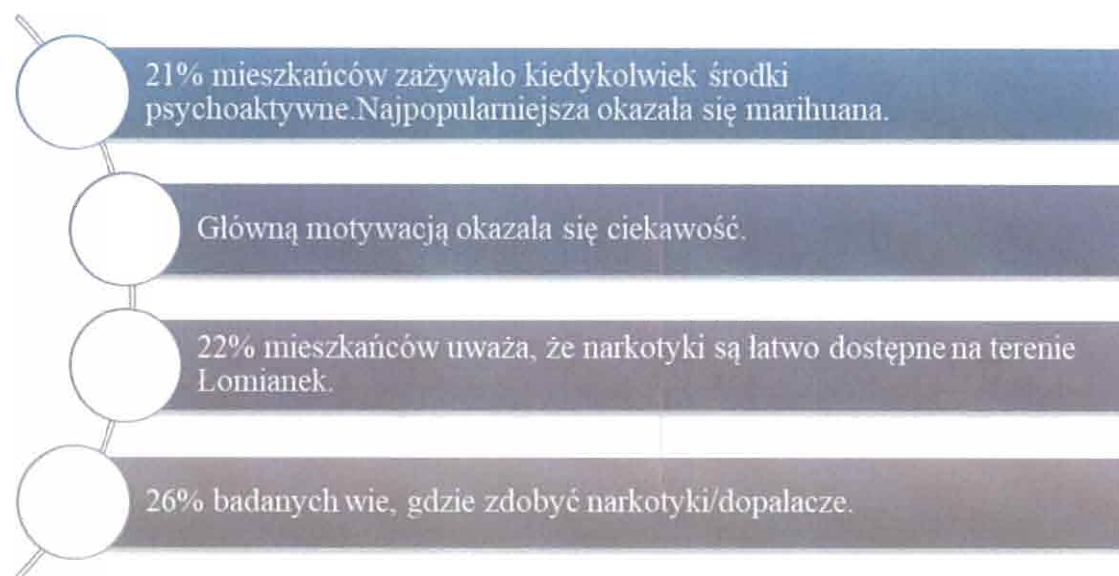 21% mieszkańców zażywało kiedykolwiek środki
psychoaktywne.Najpopularniejsza okazała się marihuana.
Główną motywacją okazała się ciekawość.
22% mieszkańców uważa, że narkotyki są łatwo dostępne na terenie
Łomianek.
26% badanych wie, gdzie zdobyć narkotyki/dopalacze.